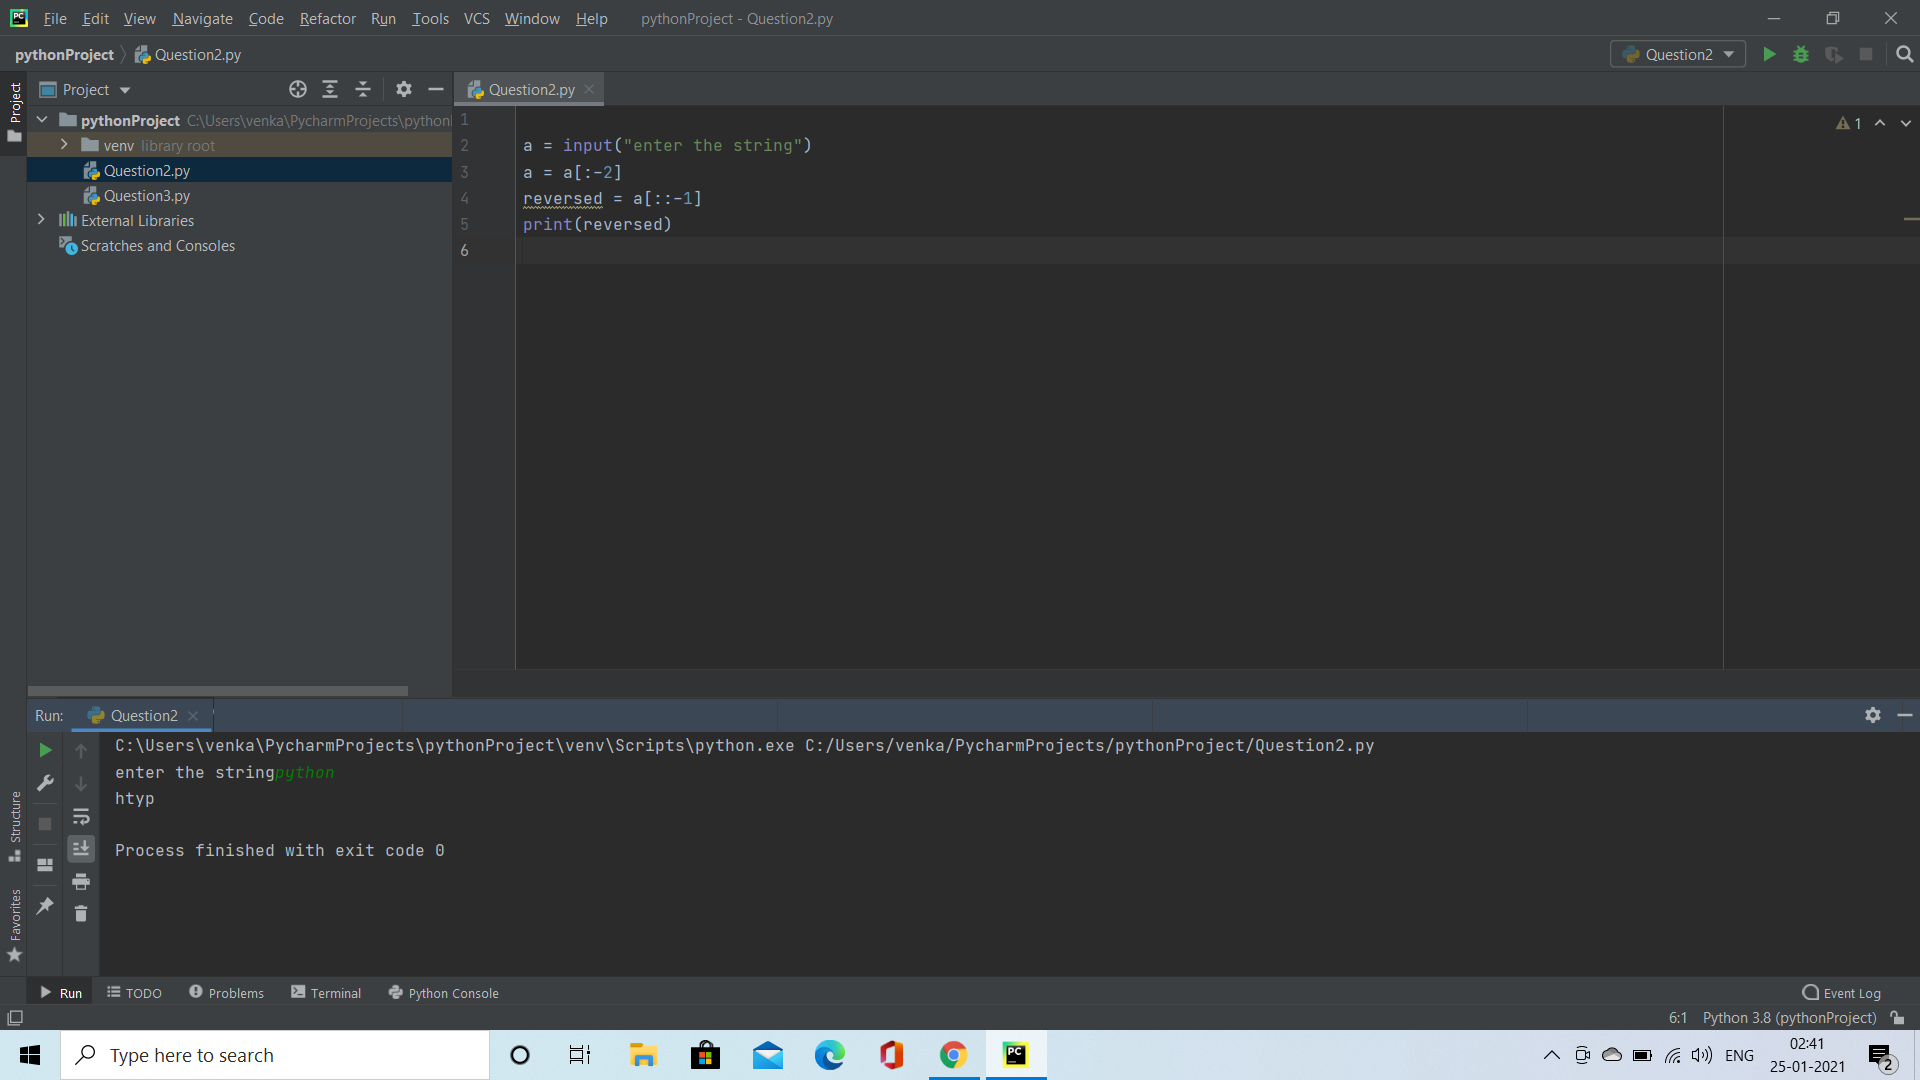 File Edit View Navigate Code Refactor Run Tools VCS Window Help pythonProject - Question2.py
pythonProject Question2.py Question2
Project
Project
Question2.py
pythonProject C:\Users\venka\PycharmProjects\python
venv library root
Question2.py
Question3.py
External Libraries
Scratches and Consoles
1
2 a = input("enter the string")
3 a = a[:-2]
4 reversed = a[::-1]
5 print(reversed)
6
1
Run: Question2
C:\Users\venka\PycharmProjects\pythonProject\venv\Scripts\python.exe C:/Users/venka/PycharmProjects/pythonProject/Question2.py
enter the stringpython
htyp
Process finished with exit code 0
Structure
Favorites
Run TODO Problems Terminal Python Console Event Log
6:1 Python 3.8 (pythonProject)
Type here to search
PC
ENG
02:41
25-01-2021
2